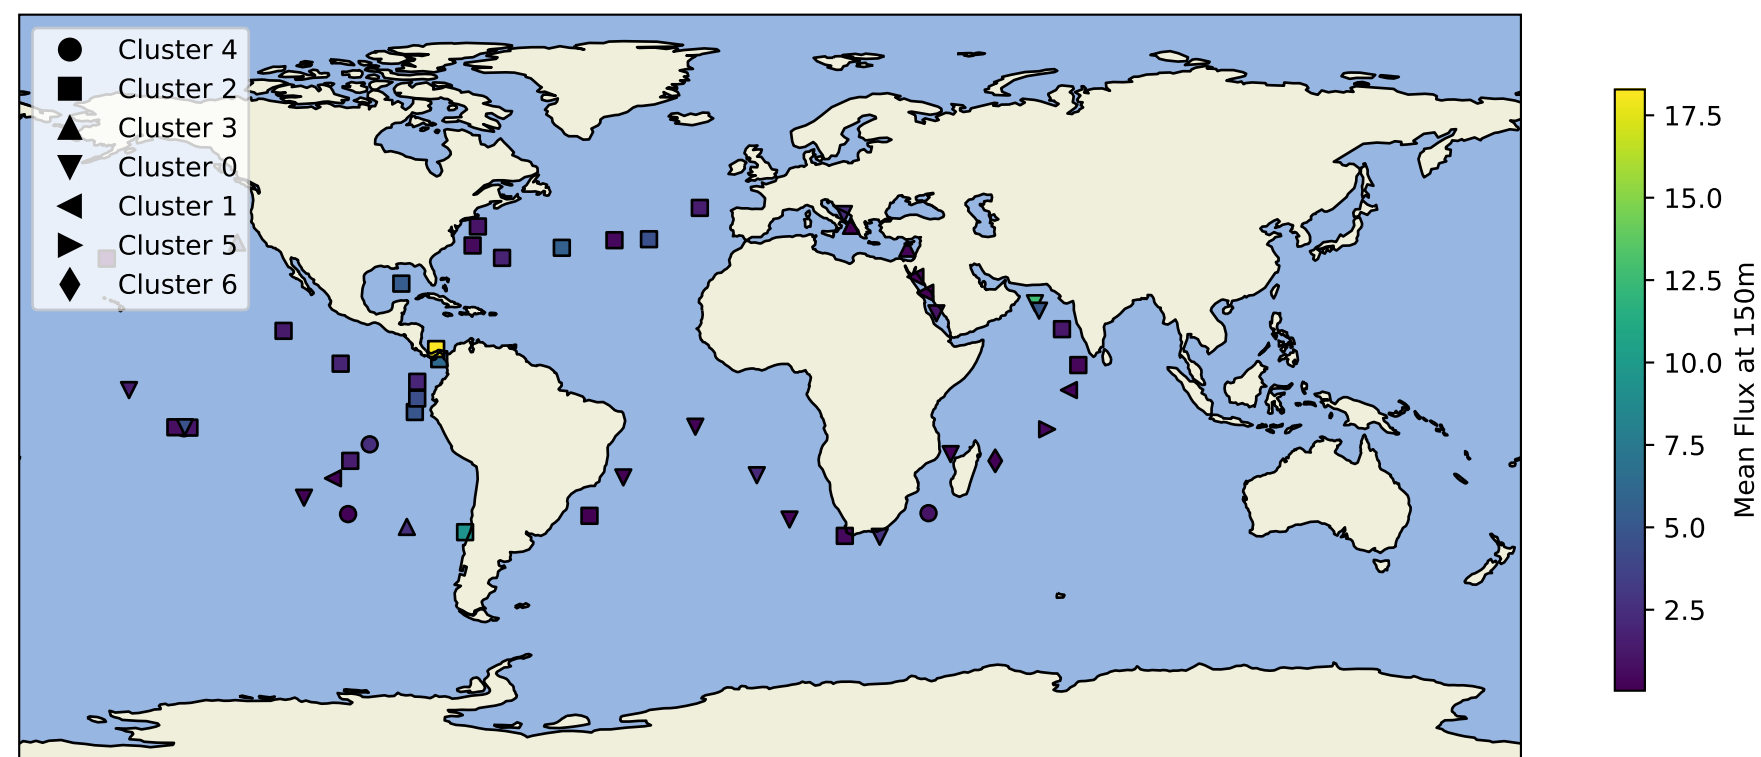 Cluster 4
Cluster 2
Cluster 3
Cluster 0
Cluster 1
Cluster 5
Cluster 6
17.5
15.0
12.5
10.0
7.5
5.0
2.5
Mean Flux at 150m